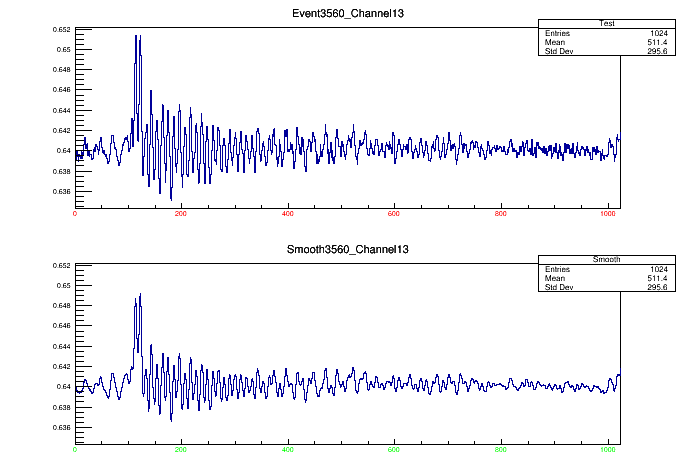 Event3560_Channel13
Test
Entries 1024
Mean 511.4
Std Dev 295.6
0.652
0.65
0.648
0.646
0.644
0.642
0.64
0.638
0.636
0 200 400 600 800 1000
Smooth3560_Channel13
Smooth
Entries 1024
Mean 511.4
Std Dev 295.6
0.652
0.65
0.648
0.646
0.644
0.642
0.64
0.638
0.636
0 200 400 600 800 1000